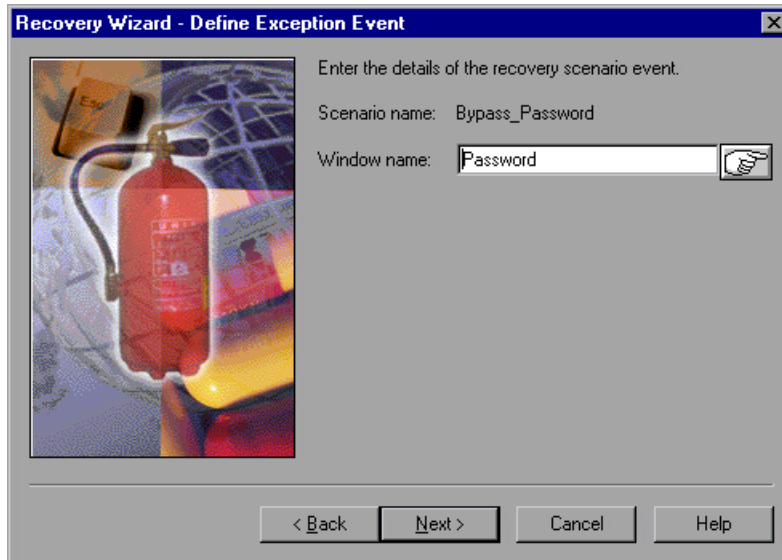 Recovery Wizard - Define Exception Event
Enter the details of the recovery scenario event.
Scenario name: Bypass_Password
Window name: Password
Esc
< Back Next > Cancel Help